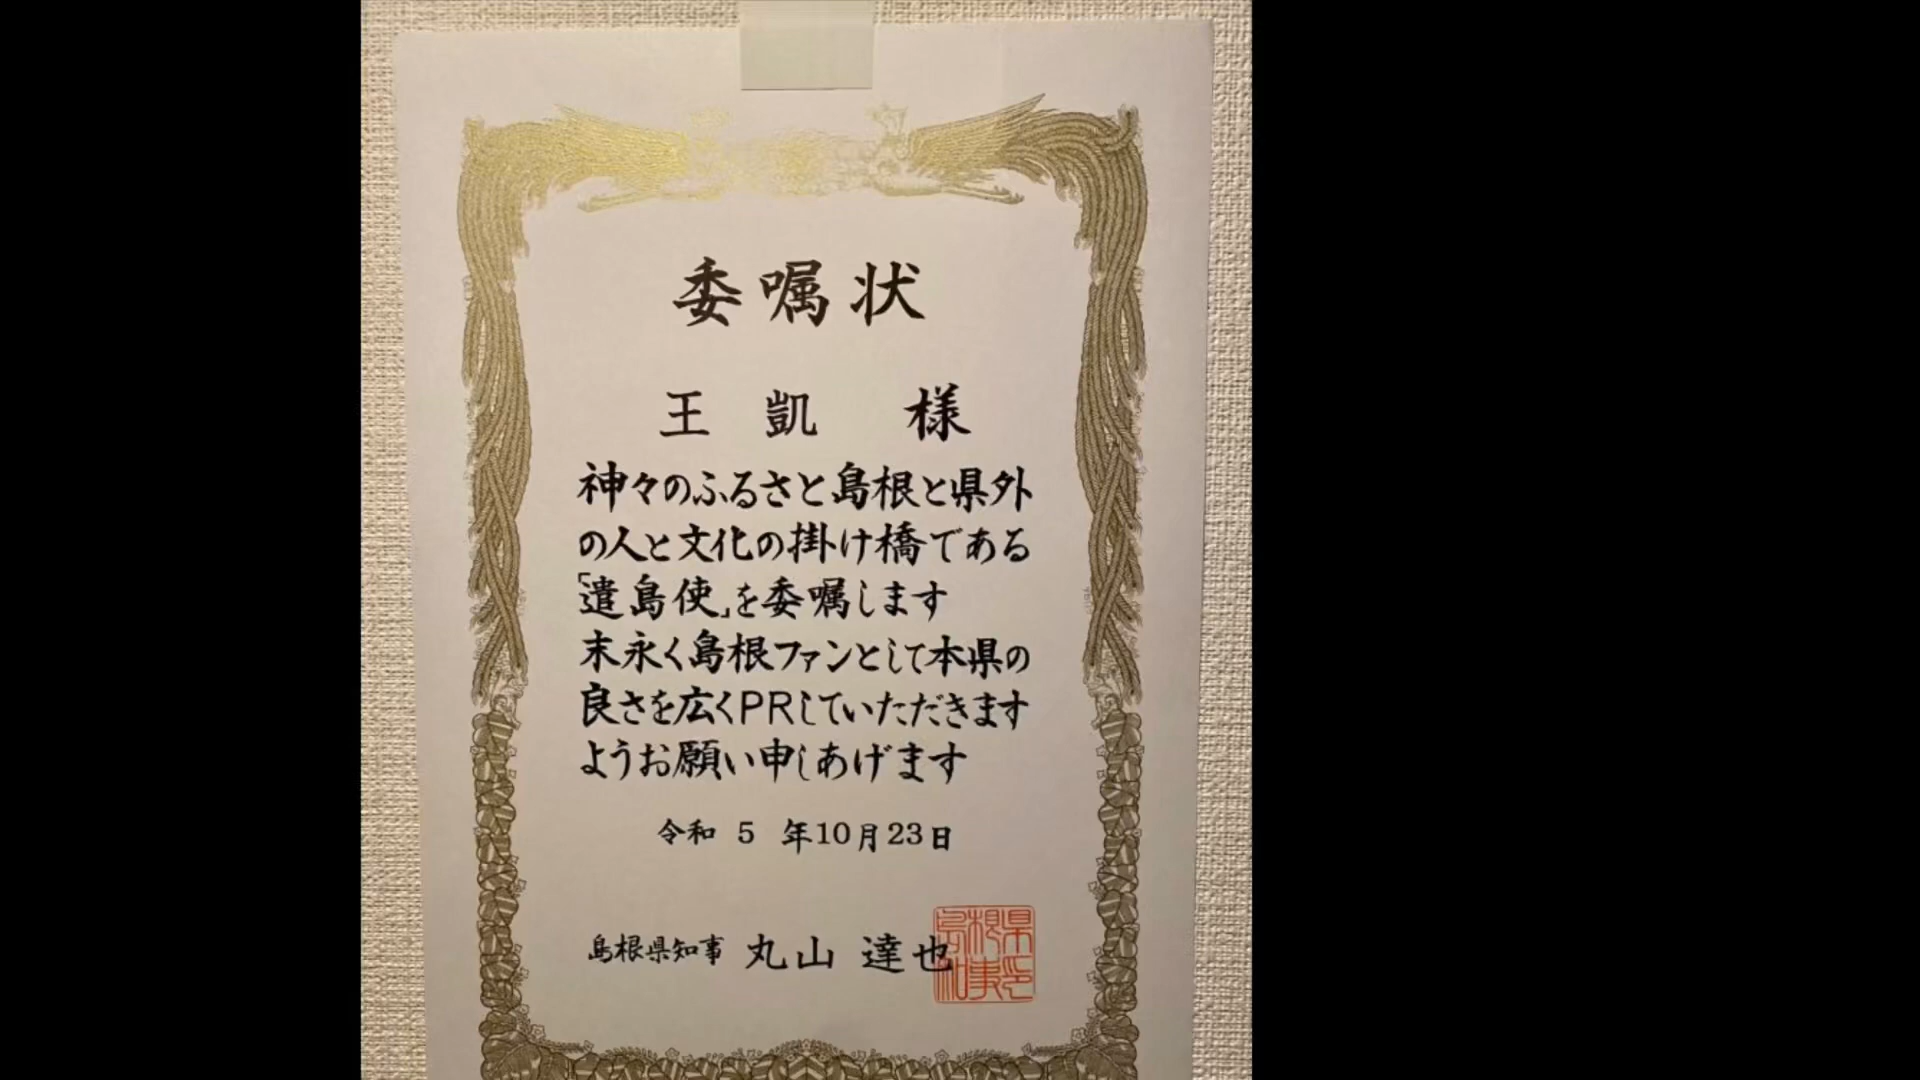 委嘱状
王 凱 様
神々のふるさと島根と県外
の人と文化の掛け橋である
「遣島使」を委嘱します
末永く島根ファンとして本県の
良さを広くPRしていただきます
ようお願い申しあげます
令和 5 年10月23日
島根県知事 丸山 達也